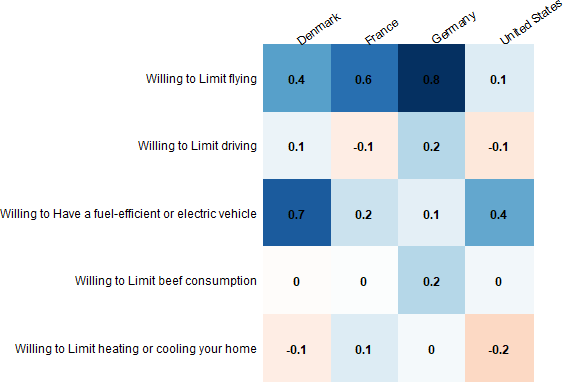 Denmark France Germany United States
Willing to Limit flying 0.4 0.6 0.8 0.1
Willing to Limit driving 0.1 -0.1 0.2 -0.1
Willing to Have a fuel-efficient or electric vehicle 0.7 0.2 0.1 0.4
Willing to Limit beef consumption 0 0 0.2 0
Willing to Limit heating or cooling your home -0.1 0.1 0 -0.2